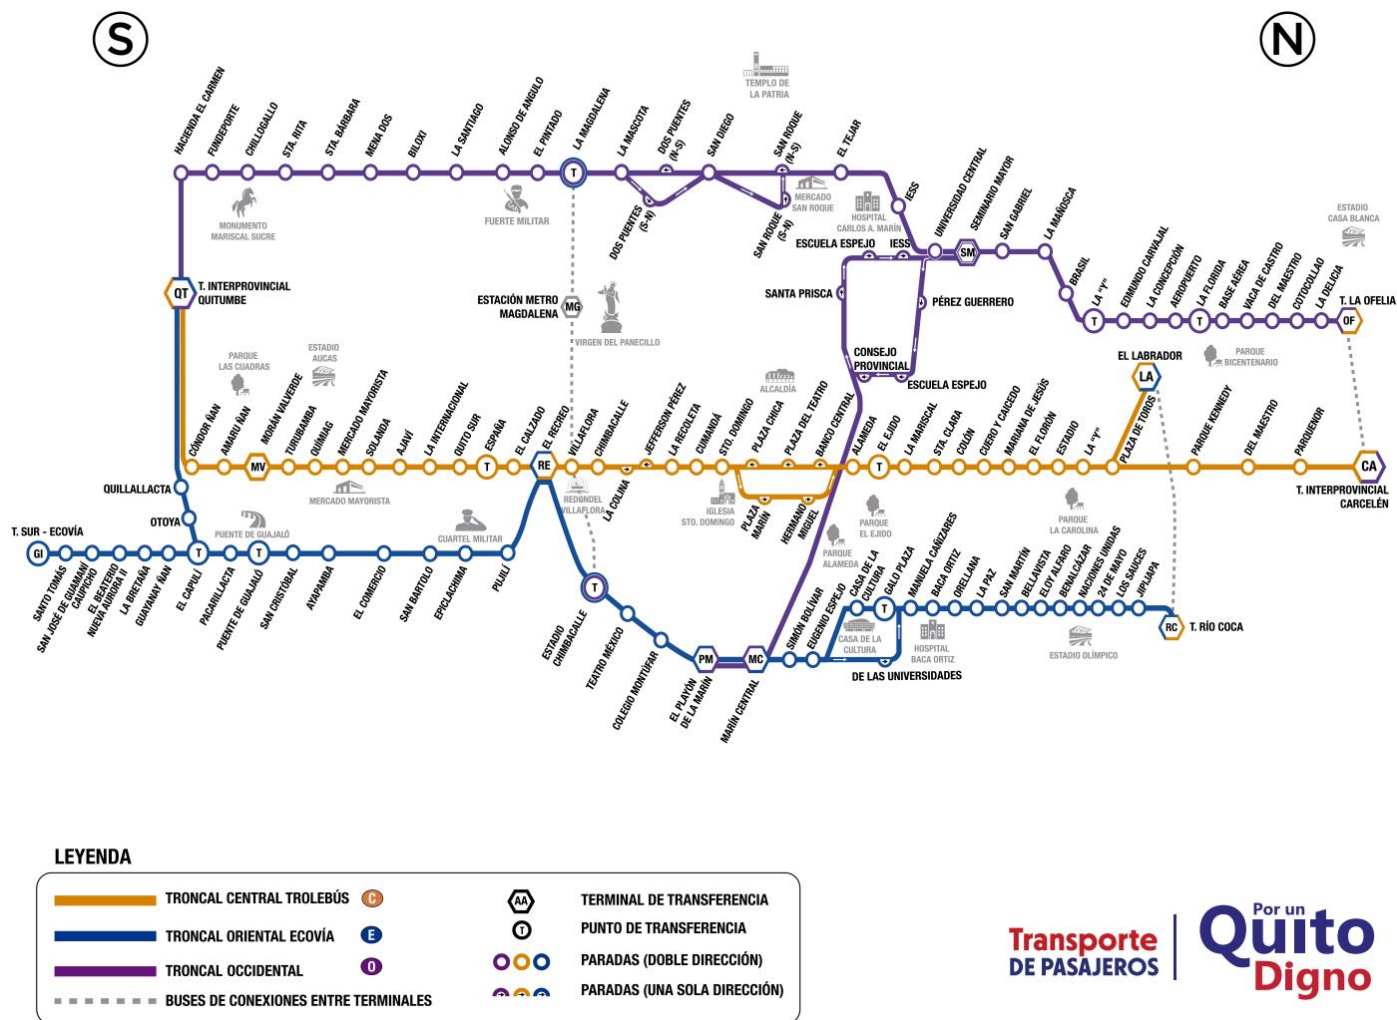 S
N
HACIENDA EL CARMEN
FUNDEPORTE
CHILLOGALLO
STA. RITA
STA. BÁRBARA
MENA DOS
BILOXI
LA SANTIAGO
ALONSO DE ANGULO
EL PINTADO
LA MAGDALENA
T
LA MASCOTA
DOS PUENTES
(N-S)
DOS PUENTES
(S-N)
SAN DIEGO
SAN ROQUE
(N-S)
SAN ROQUE
(S-N)
EL TEJAR
IESS
UNIVERSIDAD CENTRAL
SEMINARIO MAYOR
SM
SAN GABRIEL
LA MAÑOSCA
BRASIL
LA "Y"
T
EDMUNDO CARVAJAL
LA CONCEPCIÓN
AEROPUERTO
LA FLORIDA
T
BASE AÉREA
VACA DE CASTRO
DEL MAESTRO
COTOCOLLAO
LA DELICIA
T. LA OFELIA
OF
TEMPLO DE
LA PATRIA
MONUMENTO
MARISCAL SUCRE
FUERTE MILITAR
MERCADO
SAN ROQUE
HOSPITAL
CARLOS A. MARÍN
ESTADIO
CASA BLANCA
ESCUELA ESPEJO
IESS
SANTA PRISCA
PÉREZ GUERRERO
CONSEJO
PROVINCIAL
ESCUELA ESPEJO
QT
T. INTERPROVINCIAL
QUITUMBE
ESTACIÓN METRO
MAGDALENA
MG
VIRGEN DEL PANECILLO
PARQUE
LAS CUADRAS
ESTADIO
AUCAS
ALCALDÍA
PARQUE
BICENTENARIO
EL LABRADOR
LA
CÓNDOR ÑAN
AMARU ÑAN
MORÁN VALVERDE
MV
TURUBAMBA
QUIMIAG
MERCADO MAYORISTA
SOLANDA
AJAVÍ
LA INTERNACIONAL
QUITO SUR
ESPAÑA
T
EL CALZADO
EL RECREO
RE
VILLAFLORA
CHIMBACALLE
LA COLINA
JEFFERSON PÉREZ
LA RECOLETA
CUMANDÁ
STO. DOMINGO
PLAZA CHICA
PLAZA DEL TEATRO
BANCO CENTRAL
PLAZA
MARÍN
HERMANO
MIGUEL
ALAMEDA
EL EJIDO
T
LA MARISCAL
STA. CLARA
COLÓN
CUERO Y CAICEDO
MARIANA DE JESÚS
EL FLORÓN
ESTADIO
LA "Y"
PLAZA DE TOROS
PARQUE KENNEDY
DEL MAESTRO
PARQUENOR
CA
T. INTERPROVINCIAL
CARCELÉN
MERCADO MAYORISTA
REDONDEL
VILLAFLORA
IGLESIA
STO. DOMINGO
PARQUE
EL EJIDO
PARQUE
ALAMEDA
PARQUE
LA CAROLINA
QUILLALLACTA
OTOYA
PUENTE DE GUAJALÓ
CUARTEL MILITAR
T. SUR - ECOVÍA
GI
SANTO TOMÁS
SAN JOSÉ DE GUAMANÍ
CAUPICHO
EL BEATERIO
NUEVA AURORA II
LA BRETAÑA
GUAYANAY ÑAN
EL CAPULÍ
T
PACARILLACTA
PUENTE DE GUAJALÓ
T
SAN CRISTÓBAL
AYAPAMBA
EL COMERCIO
SAN BARTOLO
EPICLACHIMA
PUJILÍ
ESTADIO
CHIMBACALLE
T
TEATRO MÉXICO
COLEGIO MONTÚFAR
EL PLAYÓN
DE LA MARÍN
PM
MARÍN CENTRAL
MC
SIMÓN BOLÍVAR
EUGENIO ESPEJO
CASA DE LA
CULTURA
GALO PLAZA
T
MANUELA CAÑIZARES
BACA ORTIZ
ORELLANA
LA PAZ
SAN MARTÍN
BELLAVISTA
ELOY ALFARO
BENALCÁZAR
NACIONES UNIDAS
24 DE MAYO
LOS SAUCES
JIPIJAPA
RC
T. RÍO COCA
CASA DE LA
CULTURA
HOSPITAL
BACA ORTIZ
ESTADIO OLÍMPICO
DE LAS UNIVERSIDADES
LEYENDA
TRONCAL CENTRAL TROLEBÚS
C
TRONCAL ORIENTAL ECOVÍA
E
TRONCAL OCCIDENTAL
O
BUSES DE CONEXIONES ENTRE TERMINALES
AA
TERMINAL DE TRANSFERENCIA
T
PUNTO DE TRANSFERENCIA
PARADAS (DOBLE DIRECCIÓN)
PARADAS (UNA SOLA DIRECCIÓN)
Transporte
DE PASAJEROS
Por un
Quito
Digno